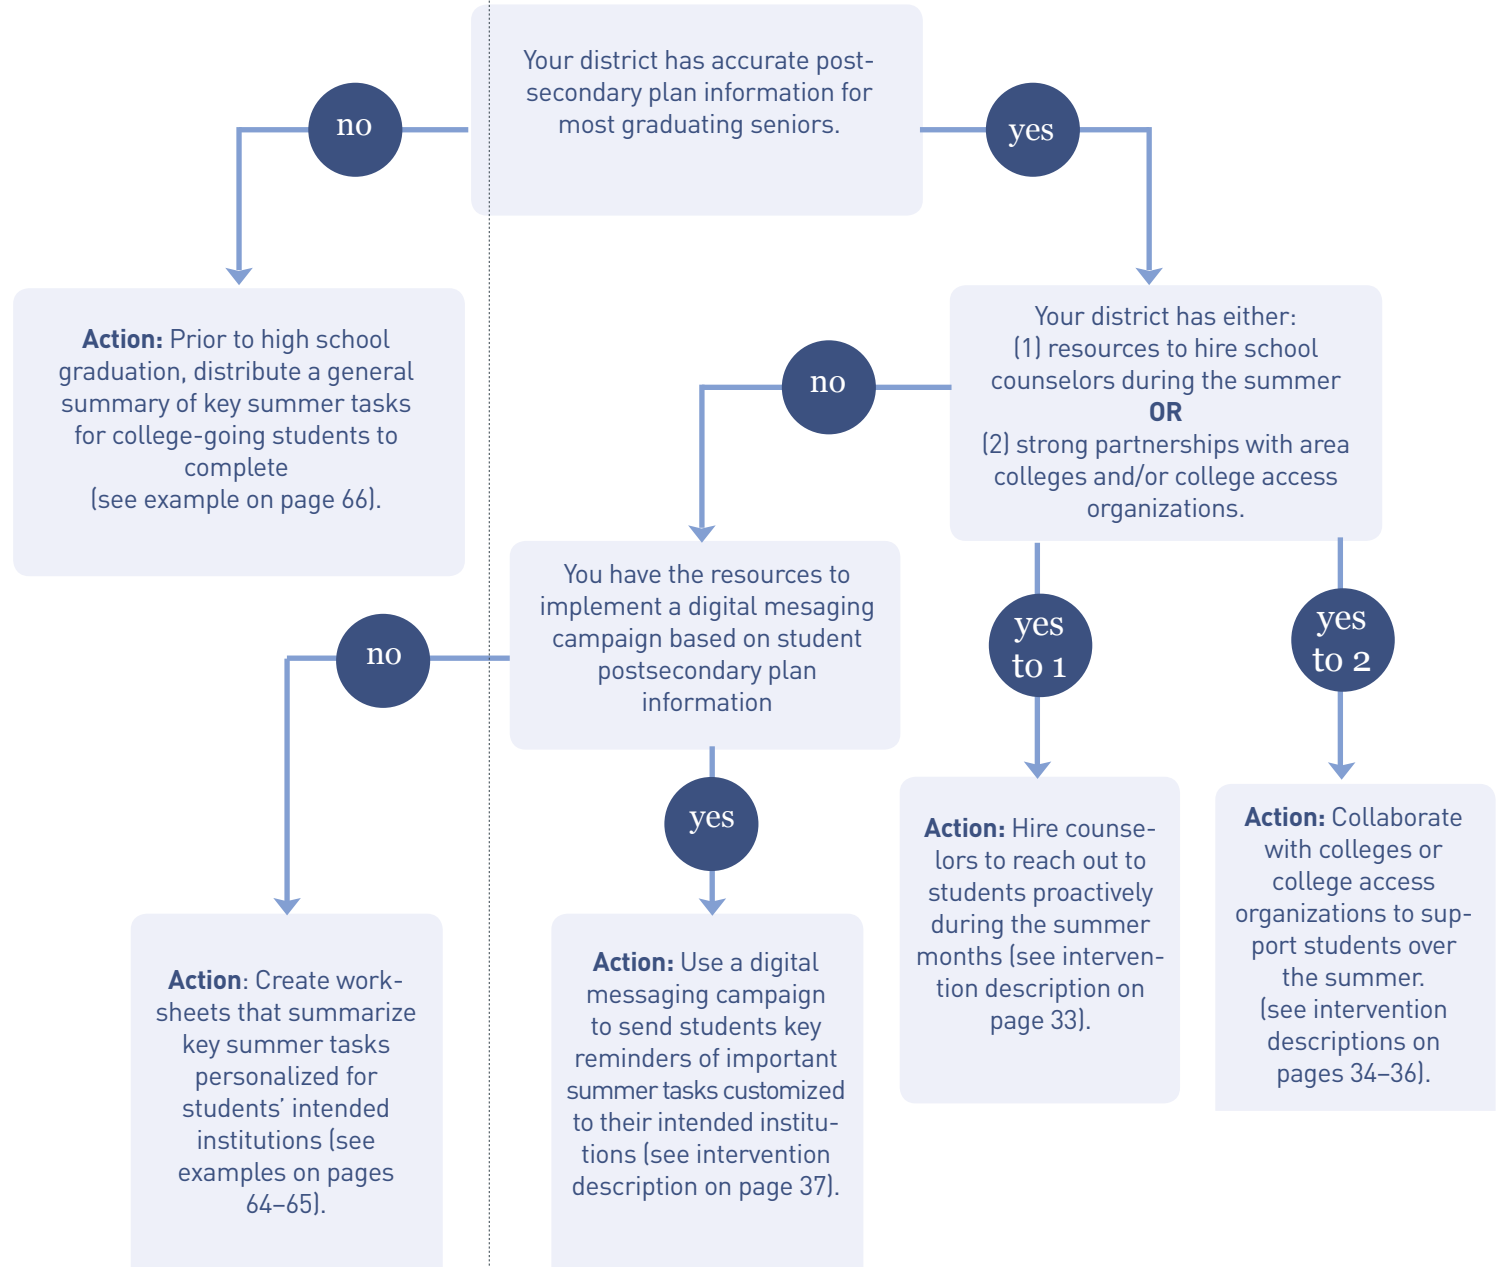 Your district has accurate post-
secondary plan information for
most graduating seniors.
no
yes
Action: Prior to high school
graduation, distribute a general
summary of key summer tasks
for college-going students to
complete
(see example on page 66).
Your district has either:
(1) resources to hire school
counselors during the summer
OR
(2) strong partnerships with area
colleges and/or college access
organizations.
no
You have the resources to
implement a digital mesaging
campaign based on student
postsecondary plan
information
yes
to 1
yes
to 2
no
yes
Action: Create work-
sheets that summarize
key summer tasks
personalized for
students’ intended
institutions (see
examples on pages
64–65).
Action: Use a digital
messaging campaign
to send students key
reminders of important
summer tasks customized
to their intended institu-
tions (see intervention
description on page 37).
Action: Hire counse-
lors to reach out to
students proactively
during the summer
months (see interven-
tion description on
page 33).
Action: Collaborate
with colleges or
college access
organizations to sup-
port students over
the summer.
(see intervention
descriptions on
pages 34–36).